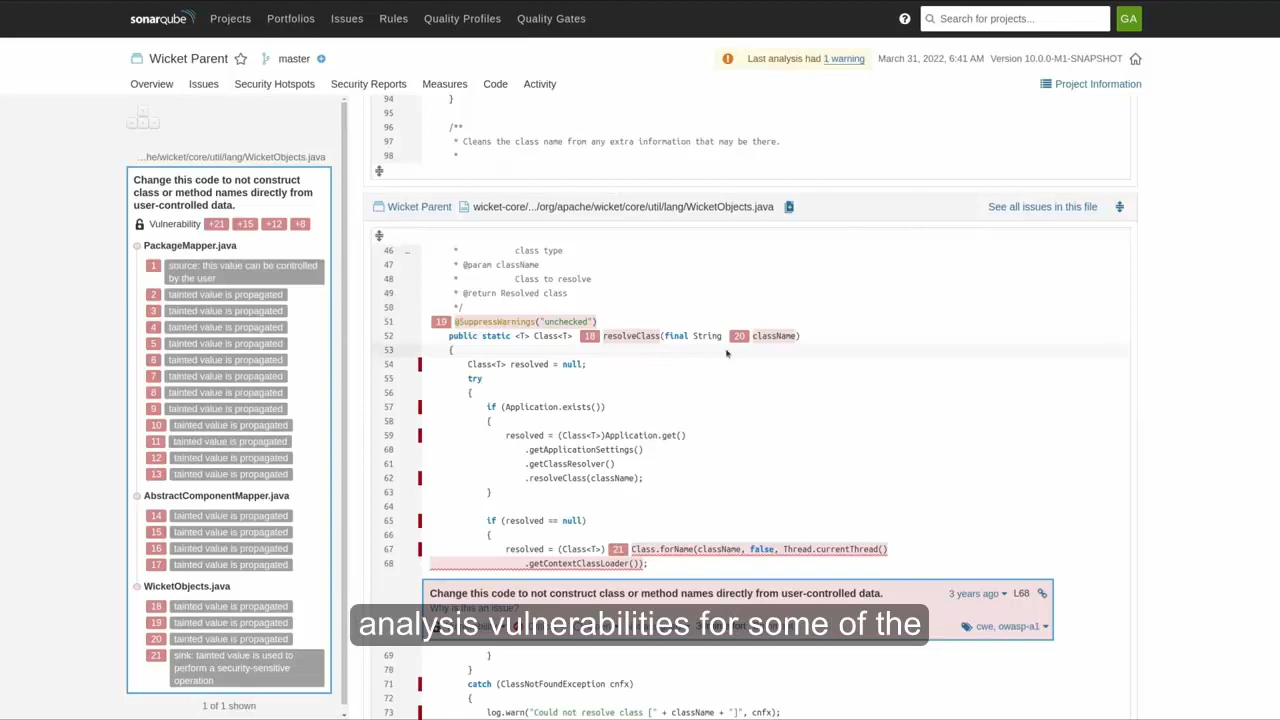 sonarqube Projects Portfolios Issues Rules Quality Profiles Quality Gates ? Search for projects... GA
Wicket Parent master Last analysis had 1 warning March 31, 2022, 6:41 AM Version 10.0.0-M1-SNAPSHOT
Overview Issues Security Hotspots Security Reports Measures Code Activity Project Information
...he/wicket/core/util/lang/WicketObjects.java
Change this code to not construct
class or method names directly from
user-controlled data.
Vulnerability +21 +15 +12 +8
PackageMapper.java
1 source: this value can be controlled
by the user
2 tainted value is propagated
3 tainted value is propagated
4 tainted value is propagated
5 tainted value is propagated
6 tainted value is propagated
7 tainted value is propagated
8 tainted value is propagated
9 tainted value is propagated
10 tainted value is propagated
11 tainted value is propagated
12 tainted value is propagated
13 tainted value is propagated
AbstractComponentMapper.java
14 tainted value is propagated
15 tainted value is propagated
16 tainted value is propagated
17 tainted value is propagated
WicketObjects.java
18 tainted value is propagated
19 tainted value is propagated
20 tainted value is propagated
21 sink: tainted value is used to
perform a security-sensitive
operation
1 of 1 shown
94 }
95
96 /**
97 * Cleans the class name from any extra information that may be there.
98 *
Wicket Parent wicket-core/.../org/apache/wicket/core/util/lang/WicketObjects.java See all issues in this file
46 ... * class type
47 * @param className
48 * Class to resolve
49 * @return Resolved class
50 */
51 19 @SuppressWarnings("unchecked")
52 public static <T> Class<T> 18 resolveClass(final String 20 className)
53 {
54 Class<T> resolved = null;
55 try
56 {
57 if (Application.exists())
58 {
59 resolved = (Class<T>)Application.get()
60 .getApplicationSettings()
61 .getClassResolver()
62 .resolveClass(className);
63 }
64
65 if (resolved == null)
66 {
67 resolved = (Class<T>) 21 Class.forName(className, false, Thread.currentThread()
68 .getContextClassLoader());
Change this code to not construct class or method names directly from user-controlled data. 3 years ago L68
Why is this an issue?
cwe, owasp-a1
analysis vulnerabilities for some of the
69 }
70 }
71 catch (ClassNotFoundException cnfx)
72 {
73 log.warn("Could not resolve class [" + className + "]", cnfx);